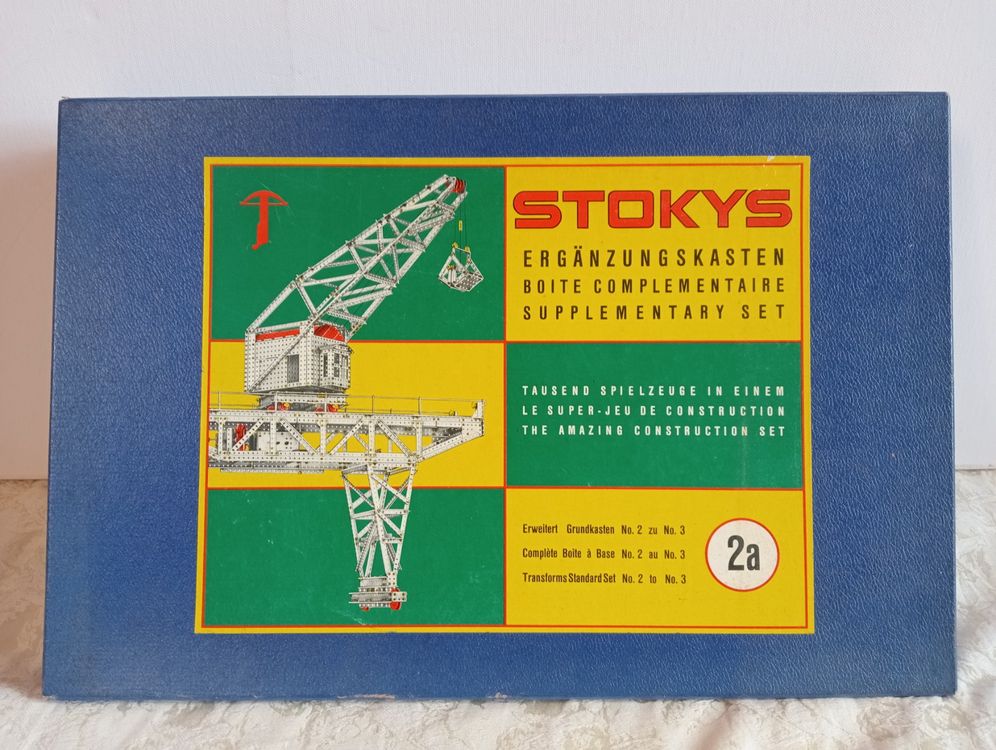 STOKYS
ERGÄNZUNGSKASTEN
BOITE COMPLEMENTAIRE
SUPPLEMENTARY SET
TAUSEND SPIELZEUGE IN EINEM
LE SUPER-JEU DE CONSTRUCTION
THE AMAZING CONSTRUCTION SET
Erweitert Grundkasten No. 2 zu No. 3
Complète Boite à Base No. 2 au No. 3
Transforms Standard Set No. 2 to No. 3
2a